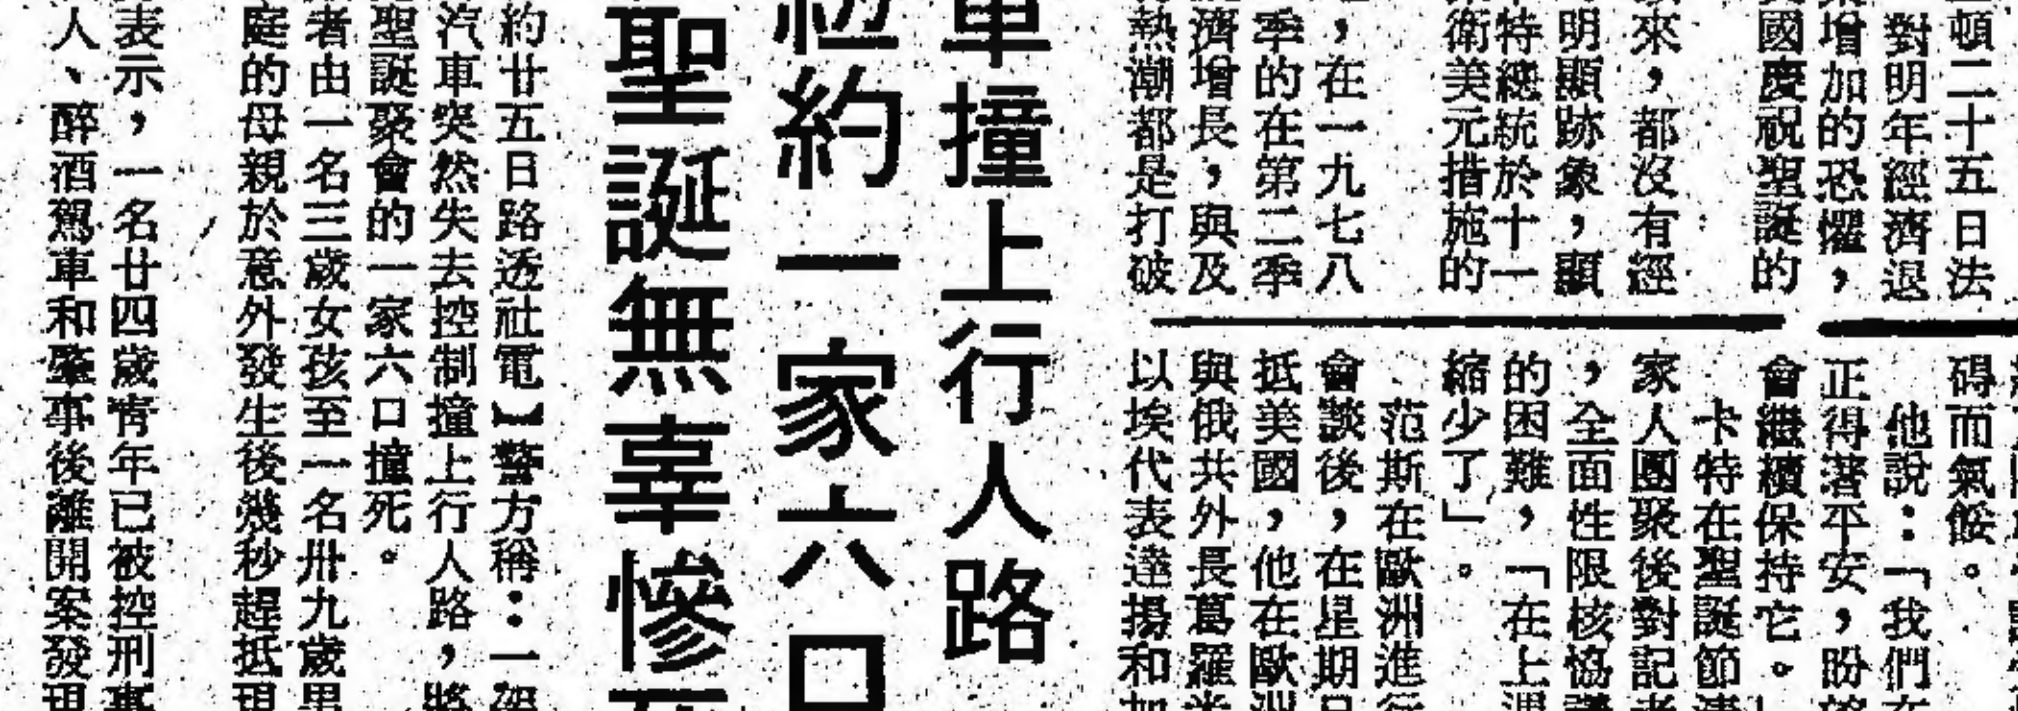 頓二十五日法
對明年經濟退
增加的恐懼，
國慶祝聖誕的
來，都沒有經
明顯跡象，顯
特總統於十一
衛美元措施的
，在一九七八
季的在第二季
濟增長，與及
熱潮都是打破
碍而氣餒。
他說：「我們在
正得著平安，盼
會繼續保持它。」
卡特在聖誕節
家人團聚後對記者
，全面性限核協議
的困難，「在上
縮少了」。
范斯在歐洲進行
會談後，在星期日
抵美國，他在歐洲
與俄共外長葛羅米
以埃代表達揚和加
車撞上行人路
紐約一家六口
聖誕無辜慘死
約廿五日路透社電】警方稱：一架
汽車突然失去控制撞上行人路，將
聖誕聚會的一家六口撞死。
者由一名三歲女孩至一名卅九歲男
庭的母親於意外發生後幾秒趕抵現
表示，一名廿四歲青年已被控刑事
人、醉酒駕車和肇事後離開案發現